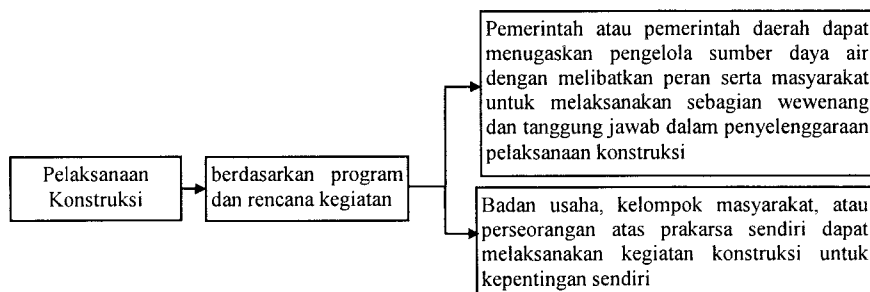 Pelaksanaan
Konstruksi
berdasarkan program
dan rencana kegiatan
Pemerintah atau pemerintah daerah dapat
menugaskan pengelola sumber daya air
dengan melibatkan peran serta masyarakat
untuk melaksanakan sebagian wewenang
dan tanggung jawab dalam penyelenggaraan
pelaksanaan konstruksi
Badan usaha, kelompok masyarakat, atau
perseorangan atas prakarsa sendiri dapat
melaksanakan kegiatan konstruksi untuk
kepentingan sendiri